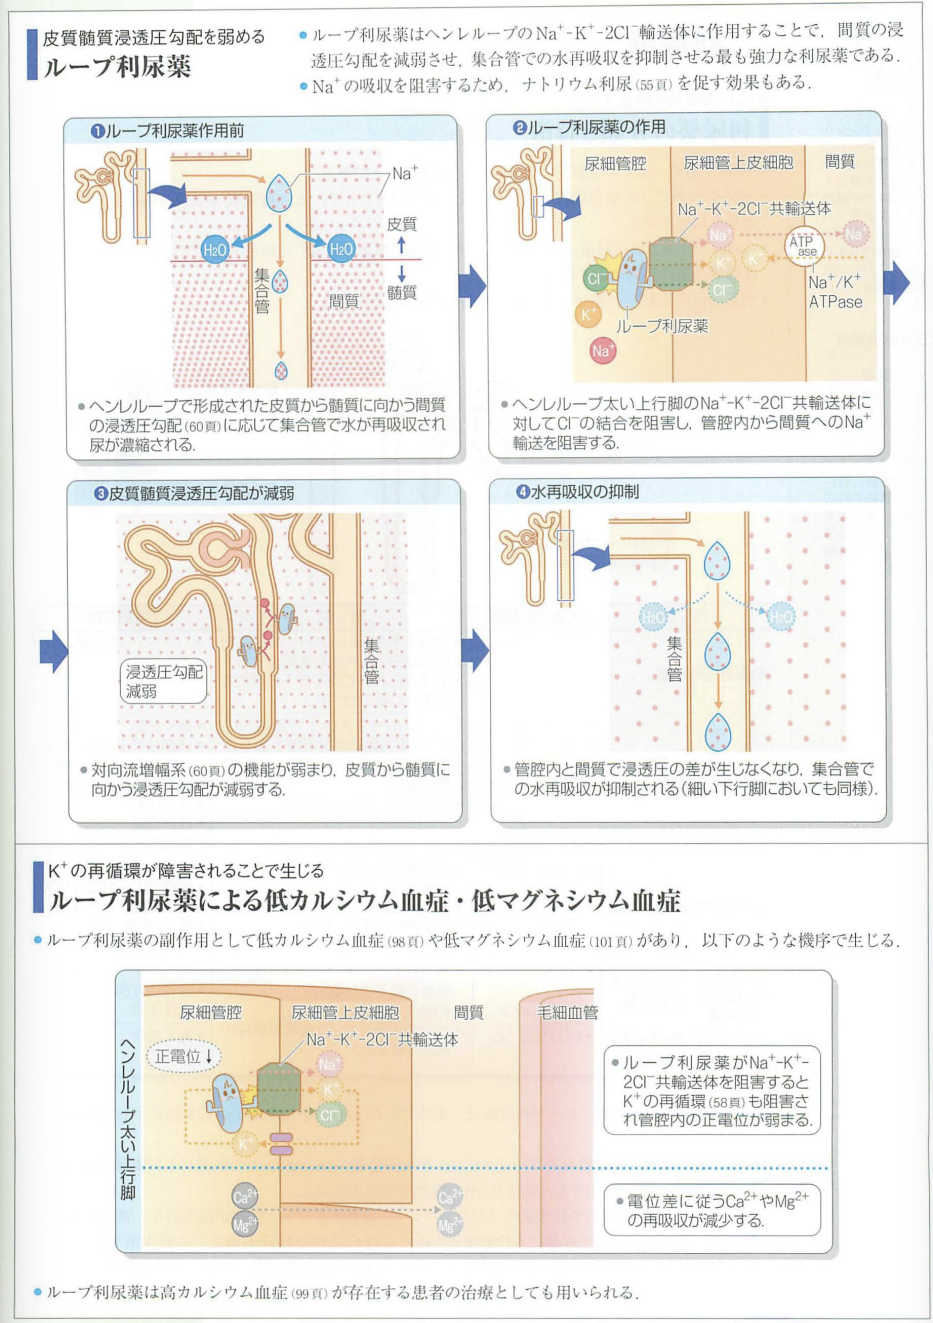 皮質髄質浸透圧勾配を弱める
ループ利尿薬
●ループ利尿薬はヘンレループのNa⁺-K⁺-2Cl⁻輸送体に作用することで，間質の浸
透圧勾配を減弱させ，集合管での水再吸収を抑制させる最も強力な利尿薬である．
●Na⁺の吸収を阻害するため，ナトリウム利尿(55頁)を促す効果もある．
❶ループ利尿薬作用前
Na⁺
皮質
H₂O
H₂O
髄質
集合管
間質
●ヘンレループで形成された皮質から髄質に向かう間質
の浸透圧勾配(60頁)に応じて集合管で水が再吸収され
尿が濃縮される．
❷ループ利尿薬の作用
尿細管腔
尿細管上皮細胞
間質
Na⁺-K⁺-2Cl⁻共輸送体
Na⁺
ATP
ase
Na⁺
Cl⁻
K⁺
K⁺
Cl⁻
Na⁺/K⁺
ATPase
K⁺
ループ利尿薬
Na⁺
●ヘンレループ太い上行脚のNa⁺-K⁺-2Cl⁻共輸送体に
対してCl⁻の結合を阻害し，管腔内から間質へのNa⁺
輸送を阻害する．
❸皮質髄質浸透圧勾配が減弱
集合管
浸透圧勾配
減弱
●対向流増幅系(60頁)の機能が弱まり，皮質から髄質に
向かう浸透圧勾配が減弱する．
❹水再吸収の抑制
H₂O
H₂O
集合管
●管腔内と間質で浸透圧の差が生じなくなり，集合管で
の水再吸収が抑制される(細い下行脚においても同様)．
K⁺の再循環が障害されることで生じる
ループ利尿薬による低カルシウム血症・低マグネシウム血症
●ループ利尿薬の副作用として低カルシウム血症(98頁)や低マグネシウム血症(101頁)があり，以下のような機序で生じる．
ヘンレループ太い上行脚
尿細管腔
尿細管上皮細胞
間質
毛細血管
Na⁺-K⁺-2Cl⁻共輸送体
正電位↓
Na⁺
K⁺
Cl⁻
K⁺
●ループ利尿薬がNa⁺-K⁺-
2Cl⁻共輸送体を阻害すると
K⁺の再循環(58頁)も阻害さ
れ管腔内の正電位が弱まる．
Ca²⁺
Mg²⁺
Ca²⁺
Mg²⁺
●電位差に従うCa²⁺やMg²⁺
の再吸収が減少する．
●ループ利尿薬は高カルシウム血症(99頁)が存在する患者の治療としても用いられる．